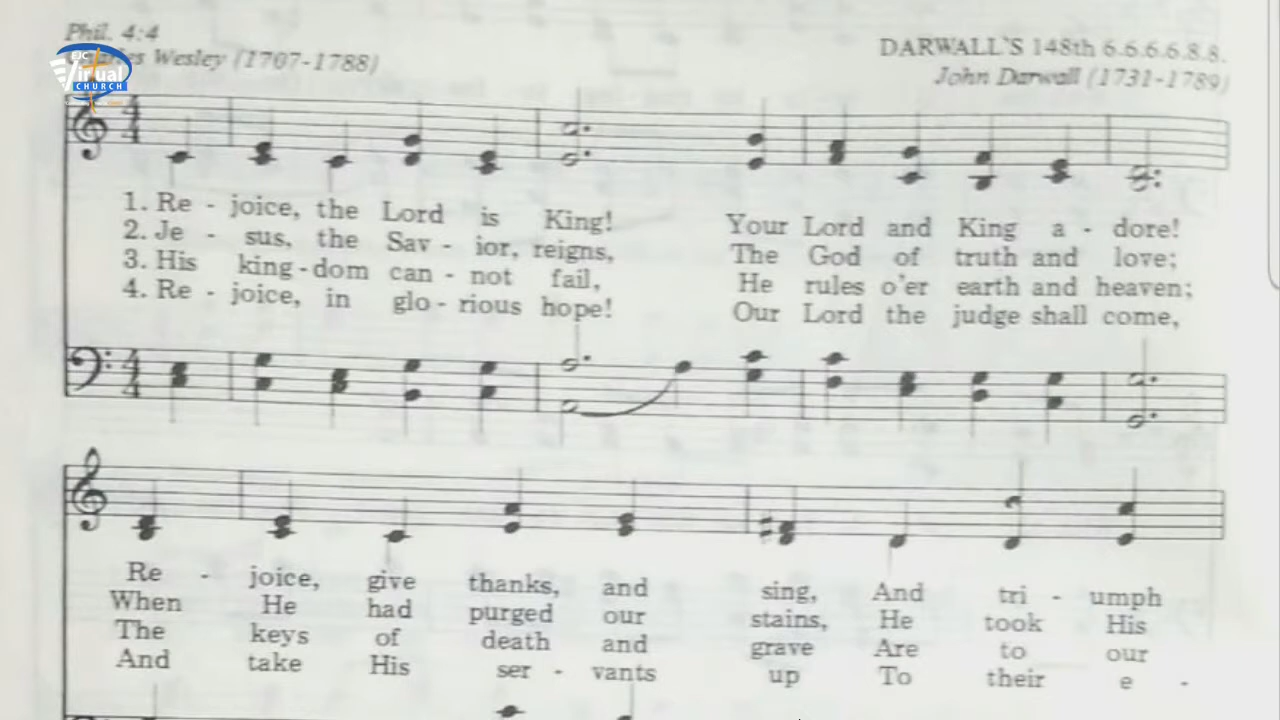 Phil. 4:4
EJC
Virtual
CHURCH
Wesley (1707-1788)
DARWALL'S 148th 6.6.6.6.8.8.
John Darwall (1731-1789)
4
4
1. Re - joice, the Lord is King! Your Lord and King a - dore!
2. Je - sus, the Sav - ior, reigns, The God of truth and love;
3. His king - dom can - not fail, He rules o'er earth and heaven;
4. Re - joice, in glo - rious hope! Our Lord the judge shall come,
4
4
Re - joice, give thanks, and sing, And tri - umph
When He had purged our stains, He took His
The keys of death and grave Are to our
And take His ser - vants up To their e -